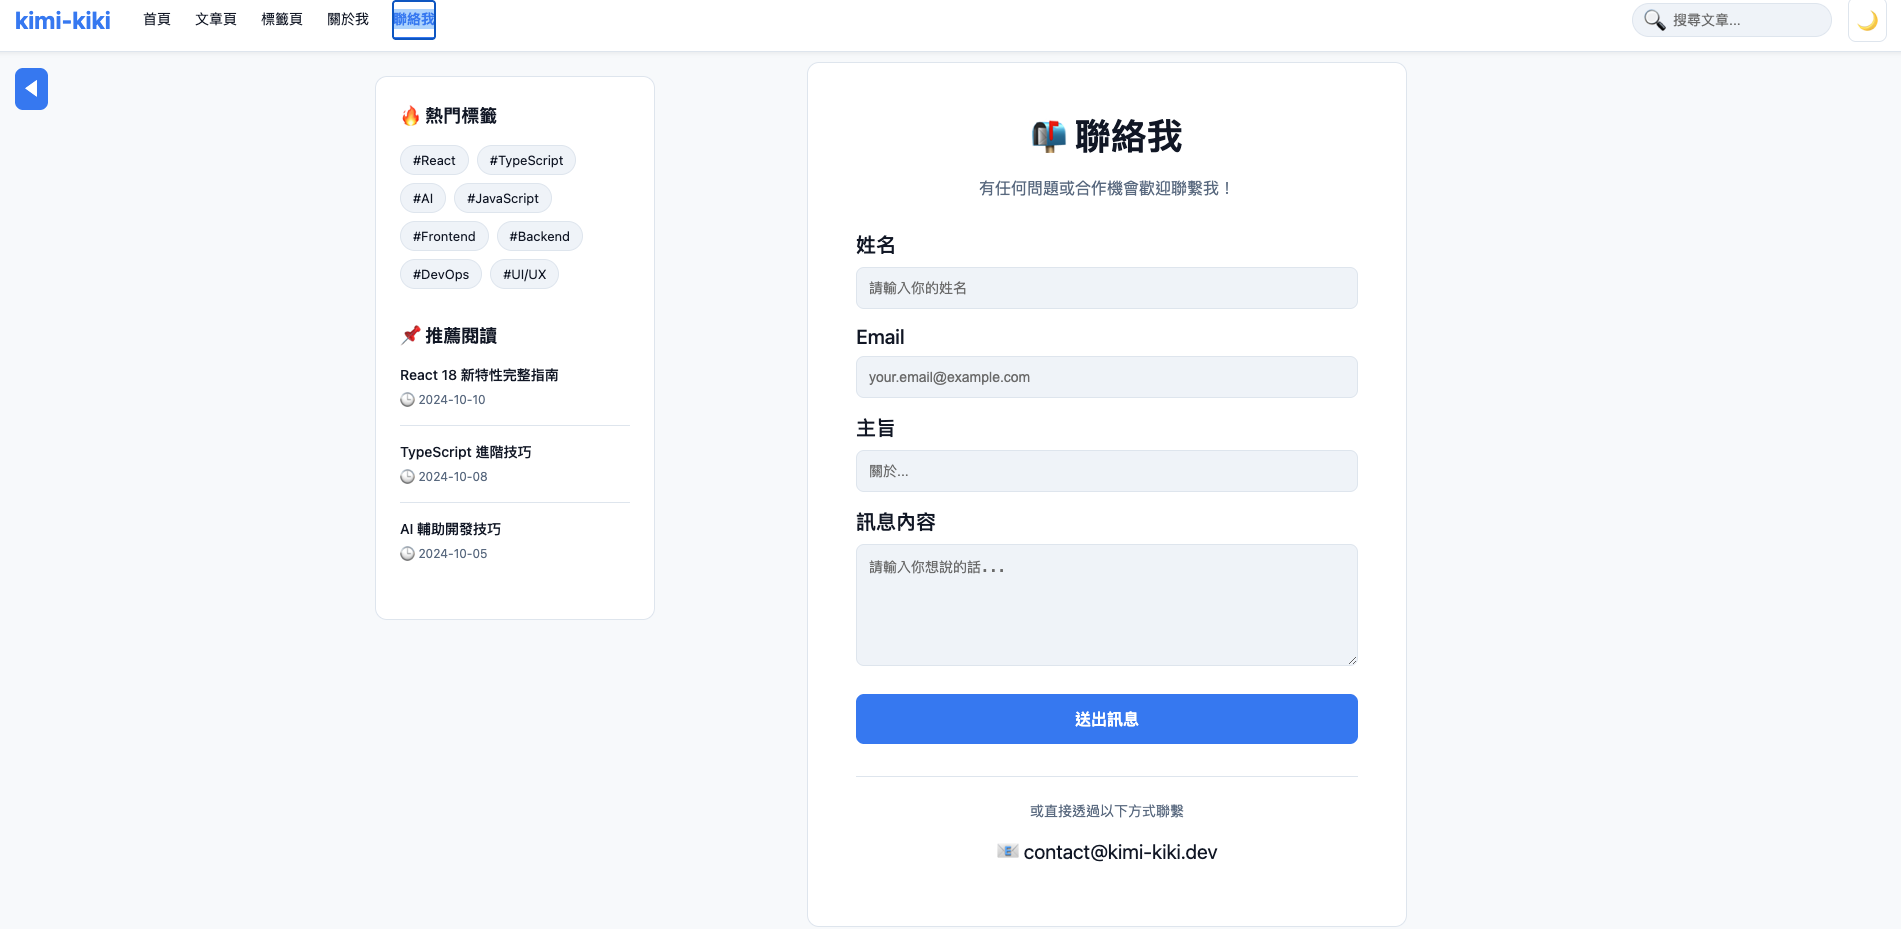 kimi-kiki 首頁 文章頁 標籤頁 關於我 聯絡我 搜尋文章...
熱門標籤
#React #TypeScript
#AI #JavaScript
#Frontend #Backend
#DevOps #UI/UX
推薦閱讀
React 18 新特性完整指南
2024-10-10
TypeScript 進階技巧
2024-10-08
AI 輔助開發技巧
2024-10-05
聯絡我
有任何問題或合作機會歡迎聯繫我！
姓名
請輸入你的姓名
Email
your.email@example.com
主旨
關於...
訊息內容
請輸入你想說的話...
送出訊息
或直接透過以下方式聯繫
contact@kimi-kiki.dev